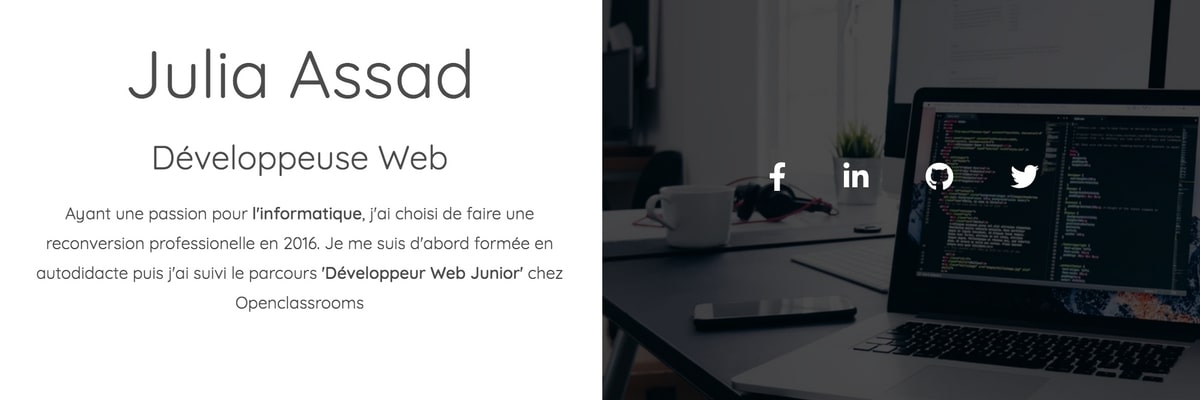 Julia Assad
Développeuse Web
Ayant une passion pour l'informatique, j'ai choisi de faire une
reconversion professionelle en 2016. Je me suis d'abord formée en
autodidacte puis j'ai suivi le parcours 'Développeur Web Junior' chez
Openclassrooms